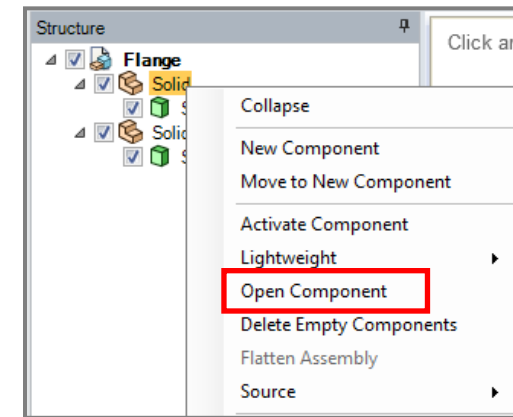 Structure
Click
Flange
Solid
Collapse
New Component
Move to New Component
Activate Component
Lightweight
Open Component
Delete Empty Components
Flatten Assembly
Source